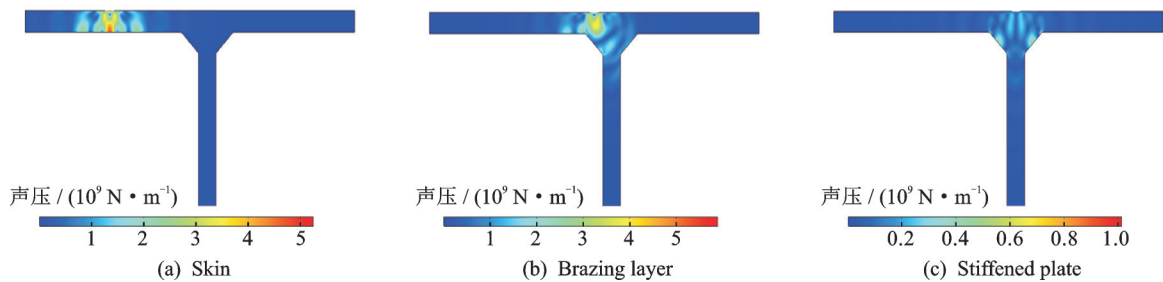 声压 / (10⁹ N·m⁻¹)
1 2 3 4 5
(a) Skin
声压 / (10⁹ N·m⁻¹)
1 2 3 4 5
(b) Brazing layer
声压 / (10⁹ N·m⁻¹)
0.2 0.4 0.6 0.8 1.0
(c) Stiffened plate